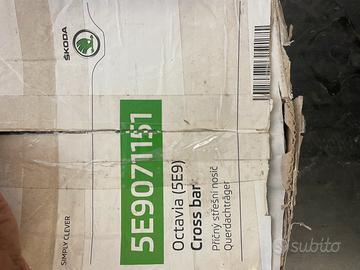 ŠKODA
SIMPLY CLEVER
5E9071151
Octavia (5E9)
Cross bar
Příčný střešní nosič
Querdachträger
subito